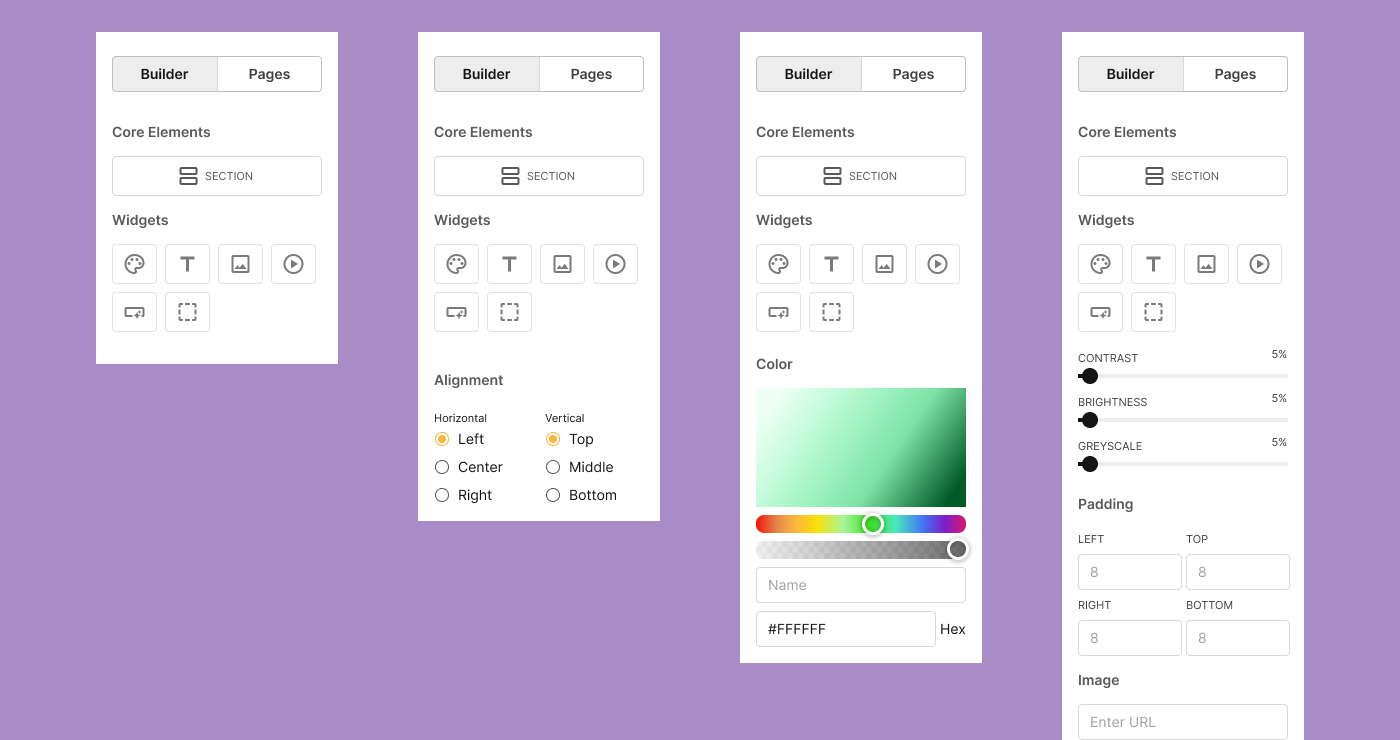 Builder Pages
Core Elements
SECTION
Widgets
Builder Pages
Core Elements
SECTION
Widgets
Alignment
Horizontal Vertical
Left Top
Center Middle
Right Bottom
Builder Pages
Core Elements
SECTION
Widgets
Color
Name
#FFFFFF Hex
Builder Pages
Core Elements
SECTION
Widgets
CONTRAST 5%
BRIGHTNESS 5%
GREYSCALE 5%
Padding
LEFT TOP
8 8
RIGHT BOTTOM
8 8
Image
Enter URL